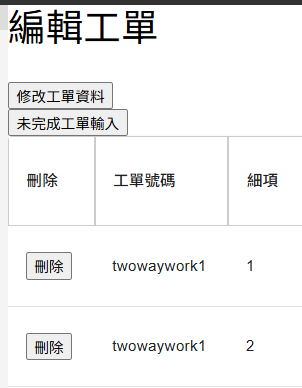 編輯工單
修改工單資料
未完成工單輸入
刪除 工單號碼 細項
刪除 twowaywork1 1
刪除 twowaywork1 2